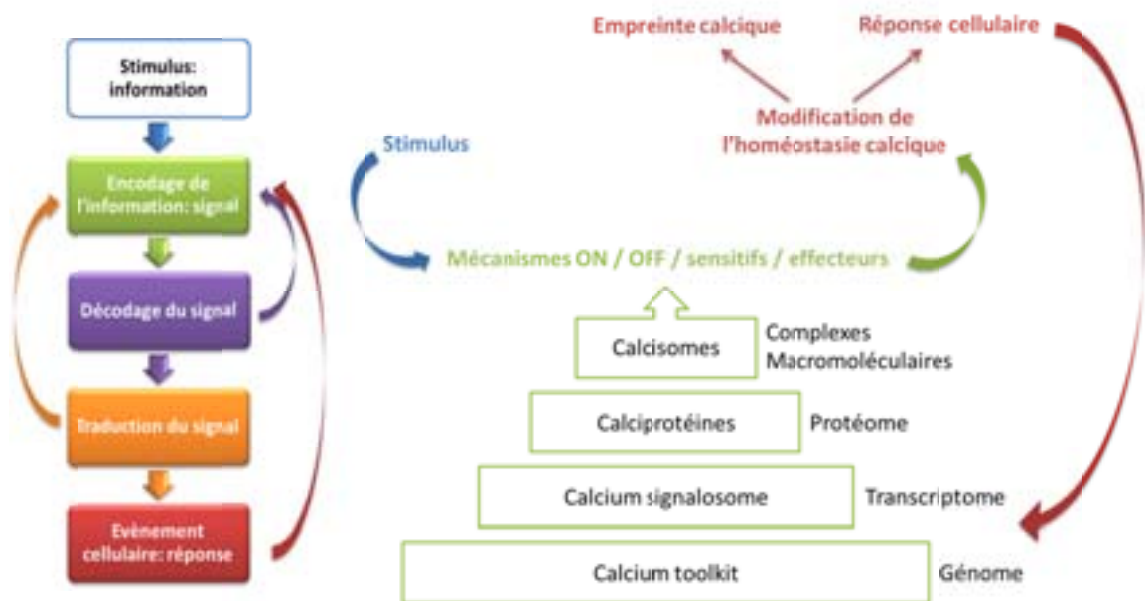 Stimulus:
information
Encodage de
l'information: signal
Décodage du signal
Traduction du signal
Evènement
cellulaire: réponse
Empreinte calcique
Réponse cellulaire
Modification de
l'homéostasie calcique
Stimulus
Mécanismes ON / OFF / sensitifs / effecteurs
Calcisomes
Complexes
Macromoléculaires
Calciprotéines
Protéome
Calcium signalosome
Transcriptome
Calcium toolkit
Génome